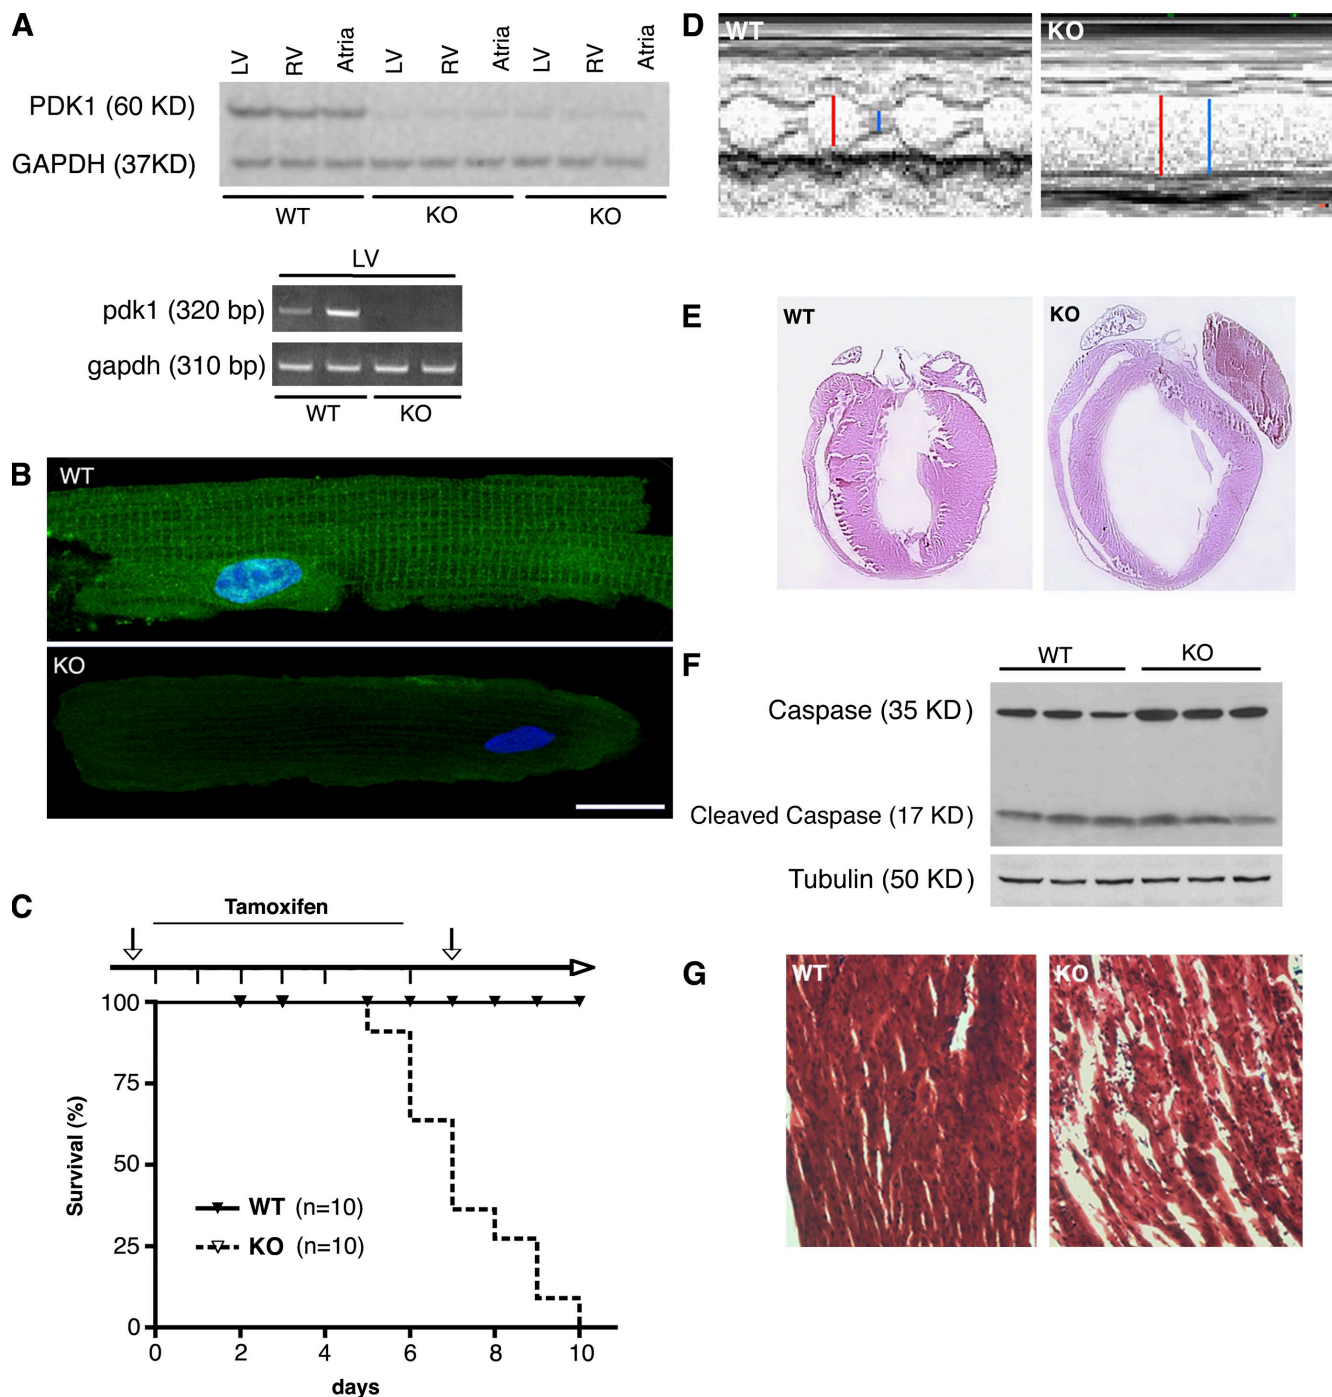 A
LV RV Atria LV RV Atria LV RV Atria
PDK1 (60 KD)
GAPDH (37KD)
WT KO KO
LV
pdk1 (320 bp)
gapdh (310 bp)
WT KO
B
WT
KO
C
Tamoxifen
100
75
50
25
0
Survival (%)
WT (n=10)
KO (n=10)
0 2 4 6 8 10
days
D
WT KO
E
WT KO
F
WT KO
Caspase (35 KD)
Cleaved Caspase (17 KD)
Tubulin (50 KD)
G
WT KO